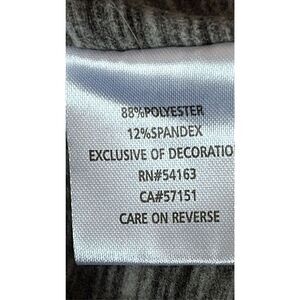 88%POLYESTER
12%SPANDEX
EXCLUSIVE OF DECORATIO
RN#54163
CA#57151
CARE ON REVERSE